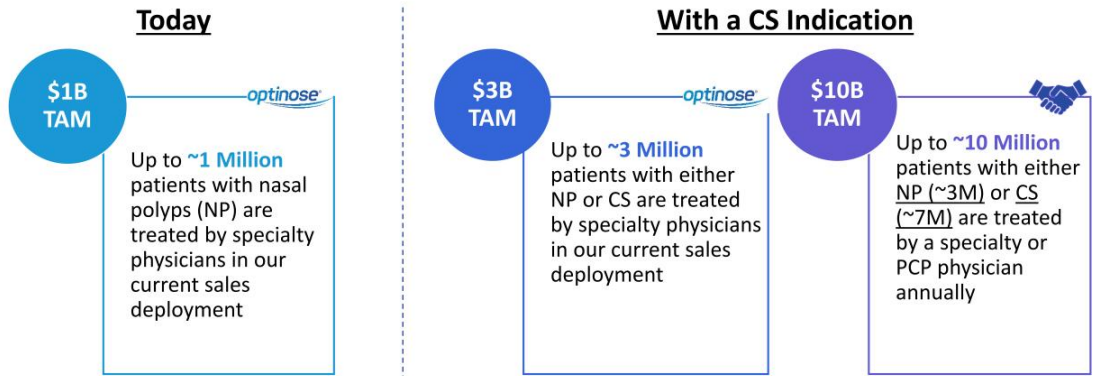 Today
With a CS Indication
$1B
TAM
optinose
Up to ~1 Million
patients with nasal
polyps (NP) are
treated by specialty
physicians in our
current sales
deployment
$3B
TAM
optinose
Up to ~3 Million
patients with either
NP or CS are treated
by specialty physicians
in our current sales
deployment
$10B
TAM
Up to ~10 Million
patients with either
NP (~3M) or CS
(~7M) are treated
by a specialty or
PCP physician
annually